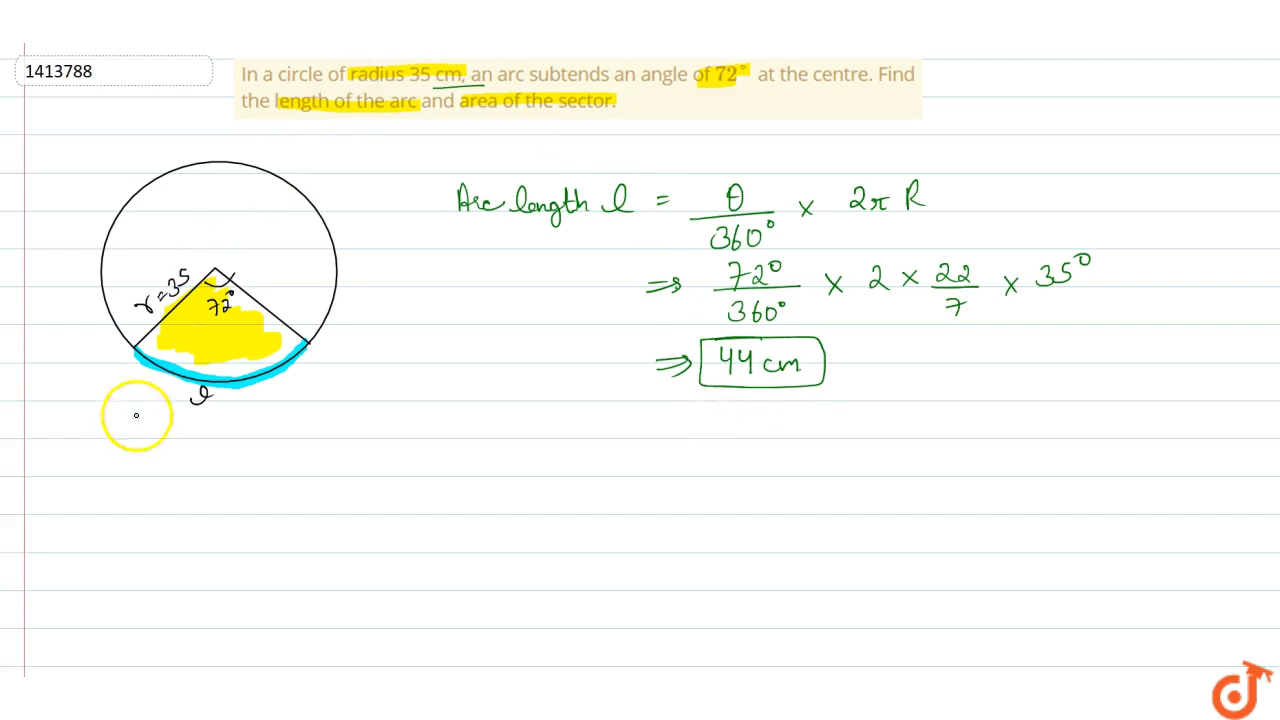 1413788
In a circle of radius 35 cm, an arc subtends an angle of 72° at the centre. Find
the length of the arc and area of the sector.
Arc length l = θ/360° × 2π R
⇒ 72°/360° × 2 × 22/7 × 35°
⇒ 44 cm
r = 35
72°
l